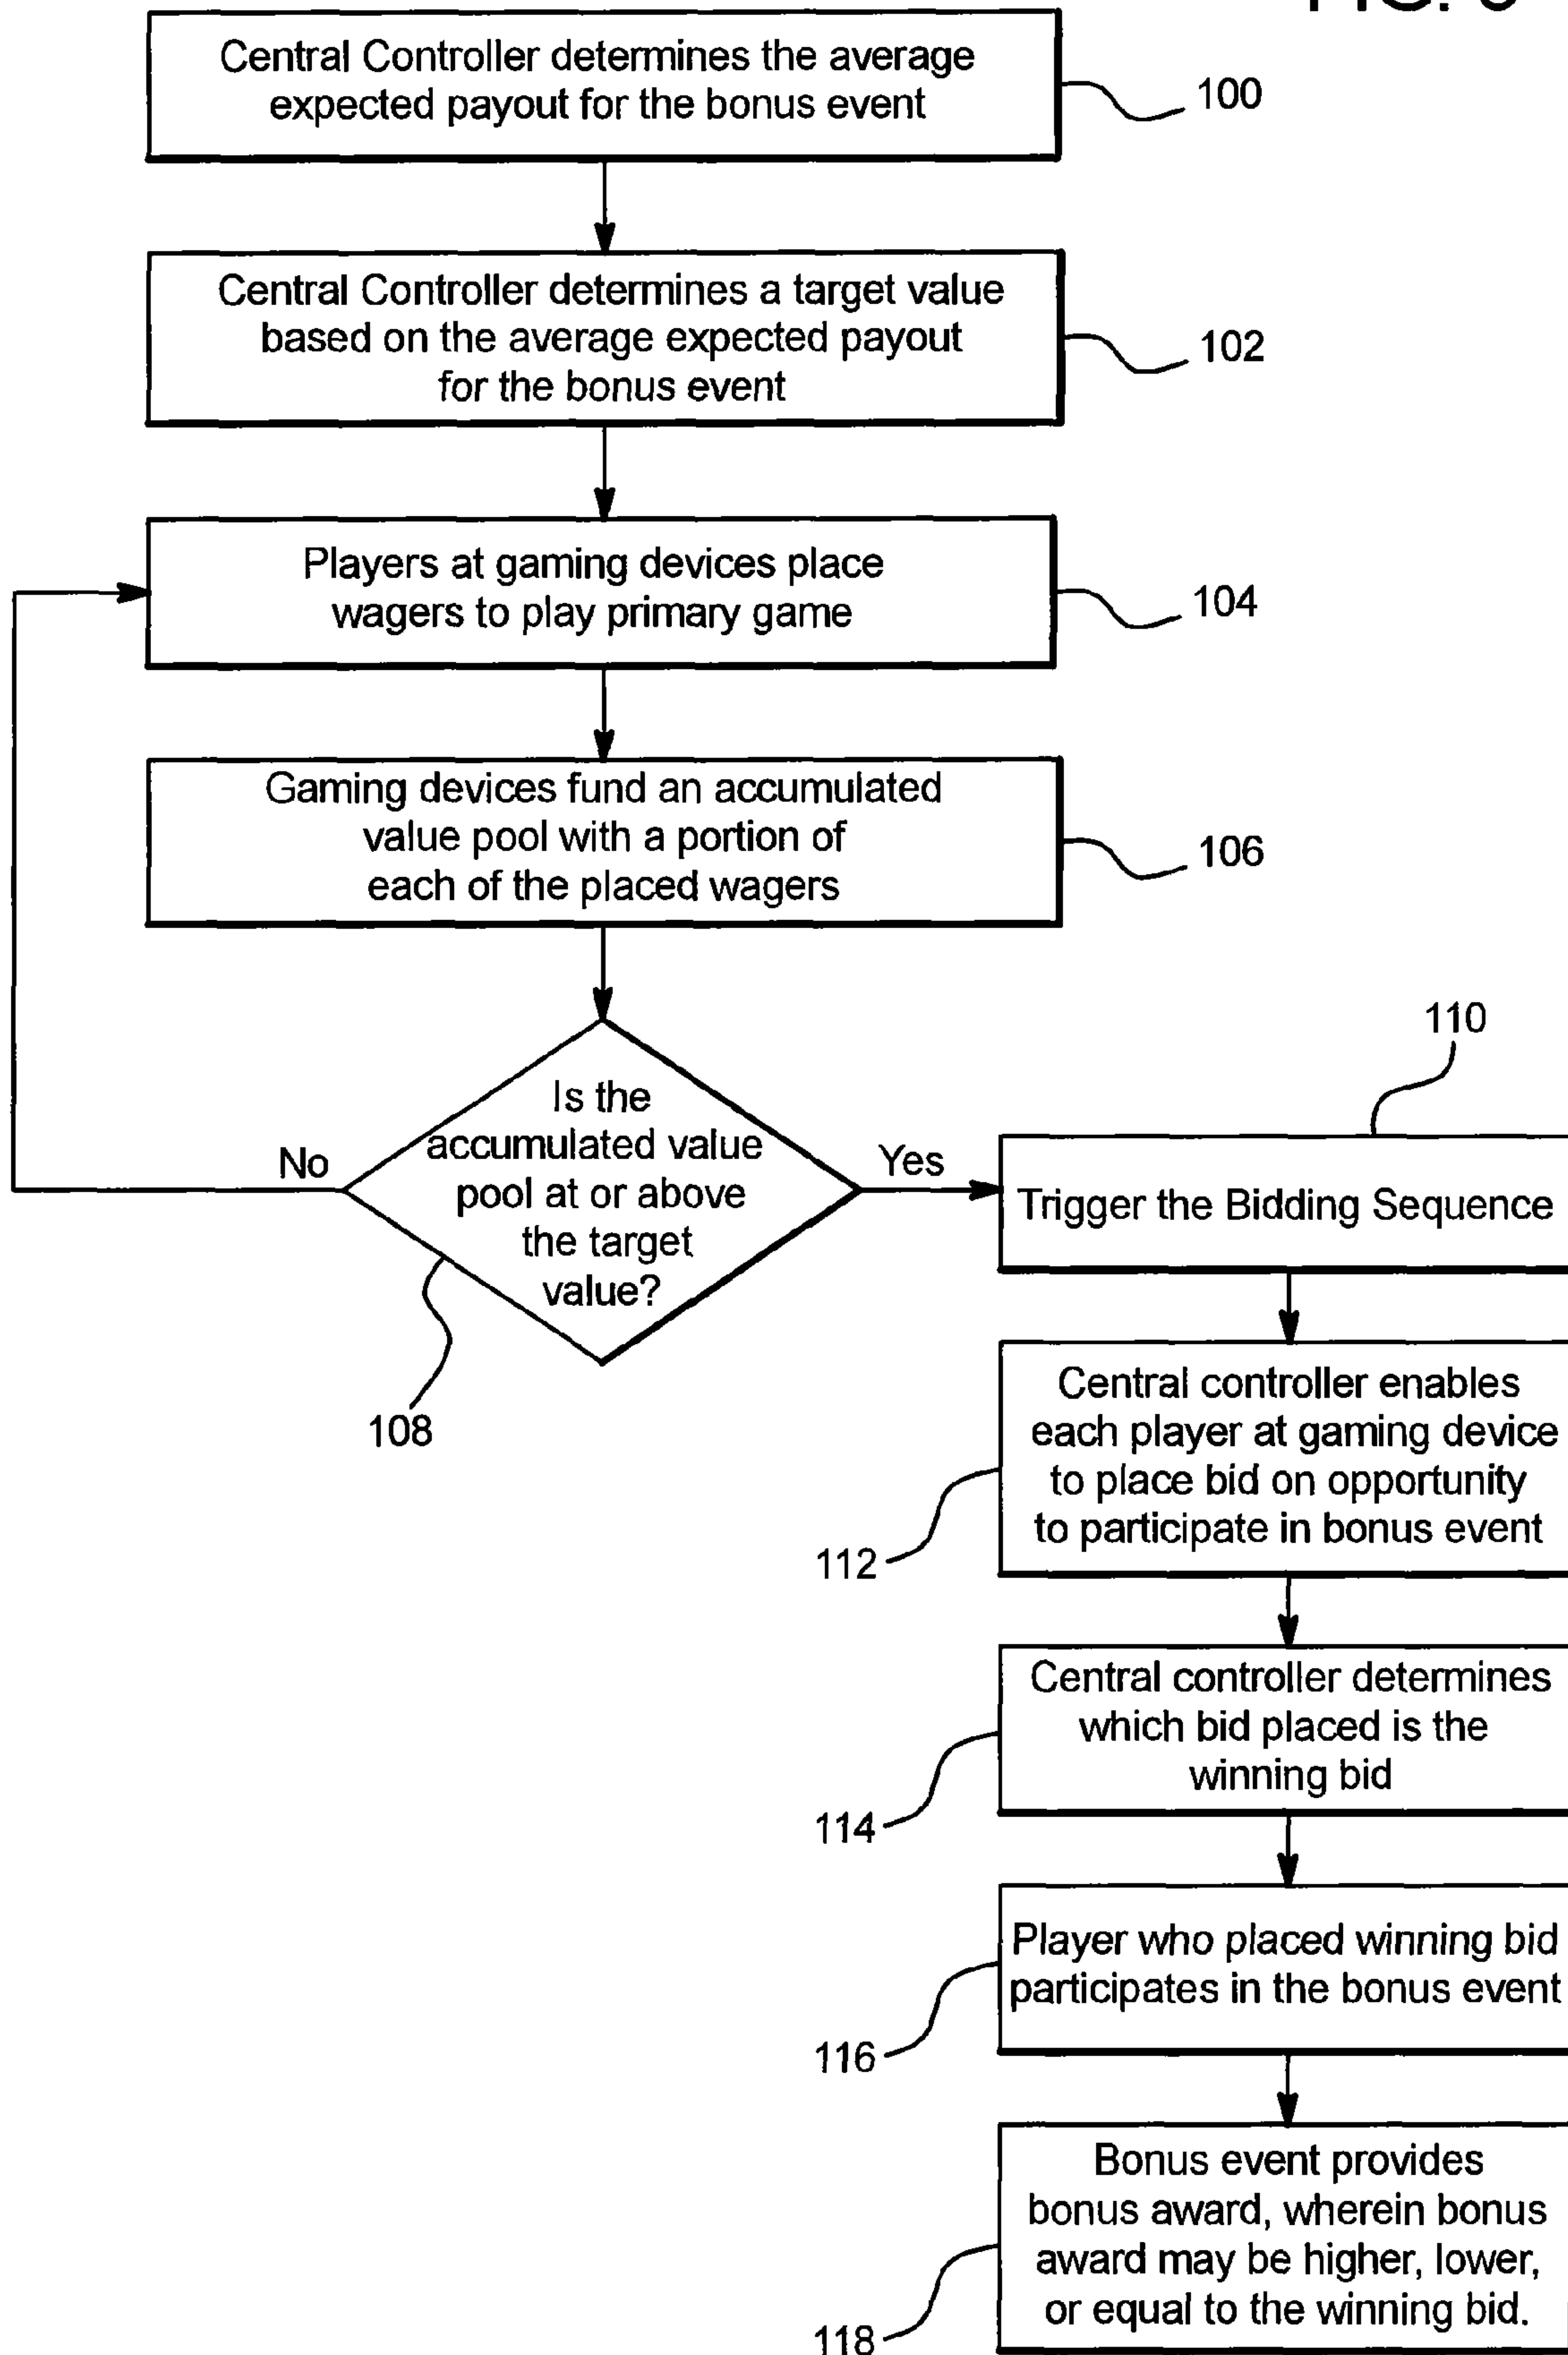 Central Controller determines the average
expected payout for the bonus event
100
Central Controller determines a target value
based on the average expected payout
for the bonus event
102
Players at gaming devices place
wagers to play primary game
104
Gaming devices fund an accumulated
value pool with a portion of
each of the placed wagers
106
Is the
accumulated value
pool at or above
the target
value?
No
Yes
108
110
Trigger the Bidding Sequence
Central controller enables
each player at gaming device
to place bid on opportunity
to participate in bonus event
112
Central controller determines
which bid placed is the
winning bid
114
Player who placed winning bid
participates in the bonus event
116
Bonus event provides
bonus award, wherein bonus
award may be higher, lower,
or equal to the winning bid.
118